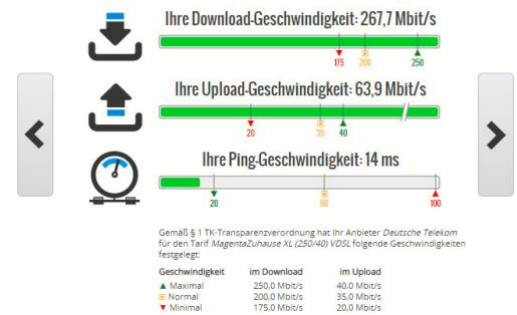 Ihre Download-Geschwindigkeit: 267,7 Mbit/s
175 200 250
Ihre Upload-Geschwindigkeit: 63,9 Mbit/s
20 35 40
Ihre Ping-Geschwindigkeit: 14 ms
20 60 100
Gemäß § 1 TK-Transparenzverordnung hat Ihr Anbieter Deutsche Telekom
für den Tarif MagentaZuhause XL (250/40) VDSL folgende Geschwindigkeiten
festgelegt:
Geschwindigkeit im Download im Upload
Maximal 250,0 Mbit/s 40,0 Mbit/s
Normal 200,0 Mbit/s 35,0 Mbit/s
Minimal 175,0 Mbit/s 20,0 Mbit/s